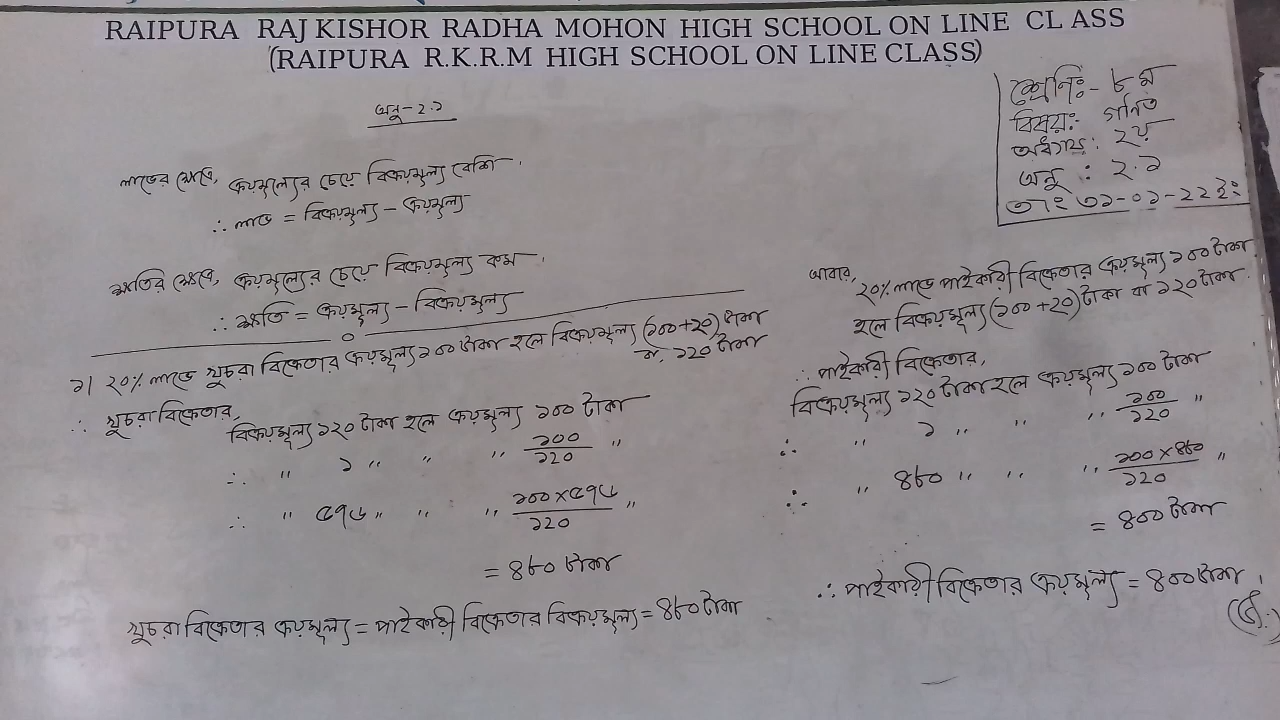 RAIPURA RAJ KISHOR RADHA MOHON HIGH SCHOOL ON LINE CL ASS
(RAIPURA R.K.R.M HIGH SCHOOL ON LINE CLASS)
শ্রেনিঃ- ৮ম
বিষয়ঃ- গনিত
অধ্যায়: ২য়
অনু : ২.১
তাং ৩১-০১-২২ইং
অনু-২.১
লাভের ক্ষেত্রে, ক্রয়মূল্যের চেয়ে বিক্রয়মূল্য বেশি.
∴ লাভ = বিক্রয়মূল্য - ক্রয়মূল্য
ক্ষতির ক্ষেত্রে, ক্রয়মূল্যের চেয়ে বিক্রয়মূল্য কম.
∴ ক্ষতি = ক্রয়মূল্য - বিক্রয়মূল্য
১। ২০% লাভে খুচরা বিক্রেতার ক্রয়মূল্য ১০০ টাকা হলে বিক্রয়মূল্য (১০০+২০) টাকা
বা, ১২০ টাকা
∴ খুচরা বিক্রেতার,
বিক্রয়মূল্য ১২০ টাকা হলে ক্রয়মূল্য ১০০ টাকা
∴ " ১ " " " ১০০/১২০ "
∴ " ৫৭৬ " " " ১০০×৫৭৬/১২০ "
= ৪৮০ টাকা
খুচরা বিক্রেতার ক্রয়মূল্য = পাইকারী বিক্রেতার বিক্রয়মূল্য = ৪৮০ টাকা
আবার,
২০% লাভে পাইকারী বিক্রেতার ক্রয়মূল্য ১০০ টাকা
হলে বিক্রয়মূল্য (১০০+২০) টাকা বা ১২০ টাকা
∴ পাইকারী বিক্রেতার,
বিক্রয়মূল্য ১২০ টাকা হলে ক্রয়মূল্য ১০০ টাকা
∴ " ১ " " " ১০০/১২০ "
∴ " ৪৮০ " " " ১০০×৪৮০/১২০ "
= ৪০০ টাকা
∴ পাইকারী বিক্রেতার ক্রয়মূল্য = ৪০০ টাকা.
(উ:)